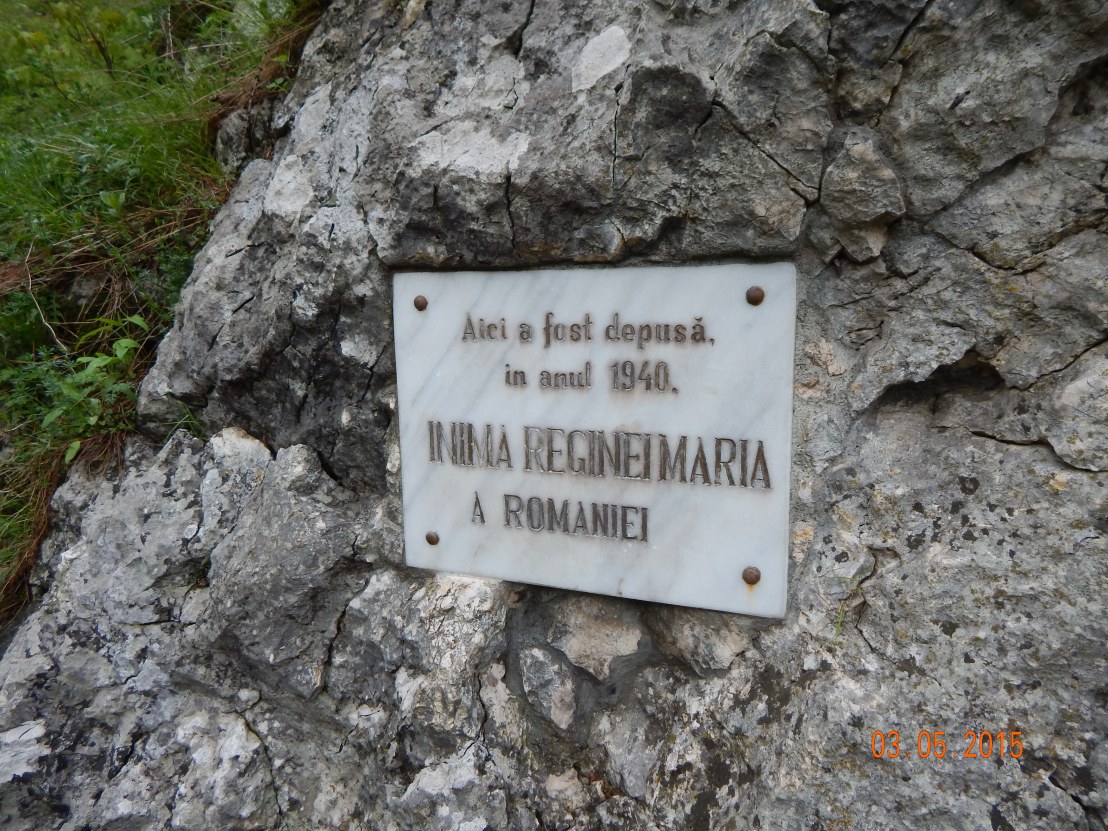 Aici a fost depusă,
in anul 1940.
INIMA REGINEI MARIA
A ROMANIEI
03.05.2015